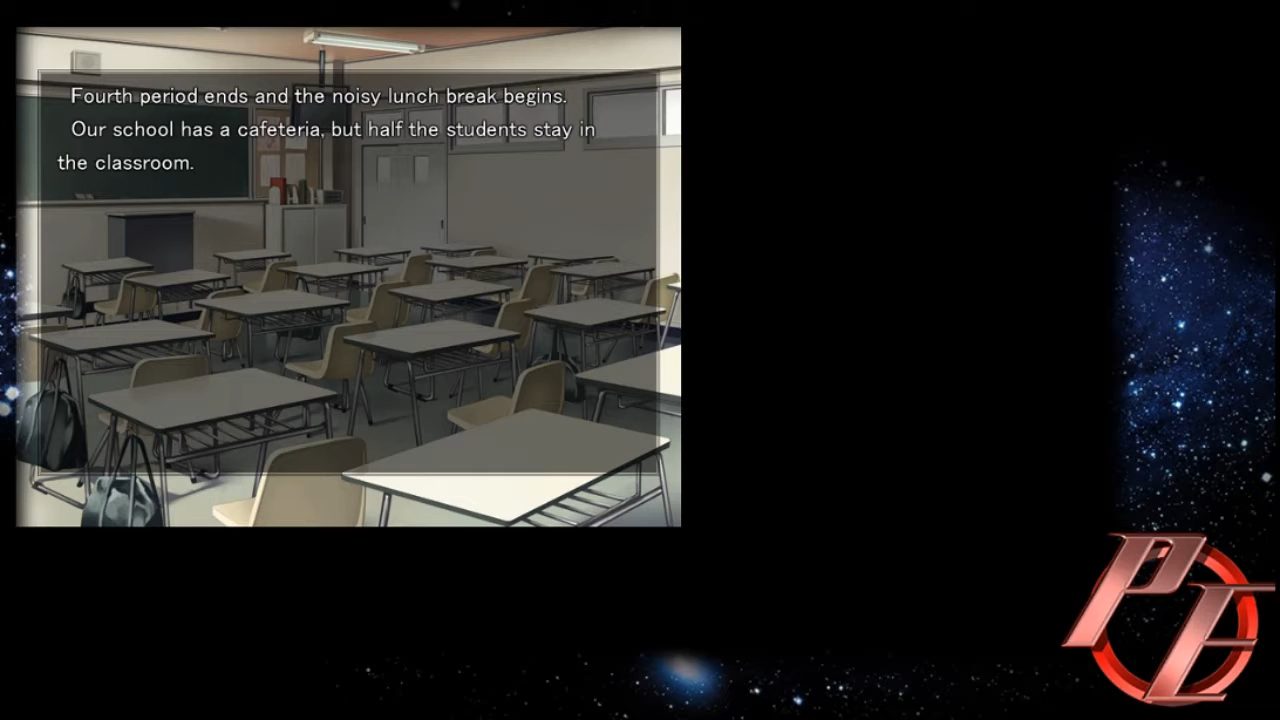 Fourth period ends and the noisy lunch break begins.
Our school has a cafeteria, but half the students stay in
the classroom.
PE